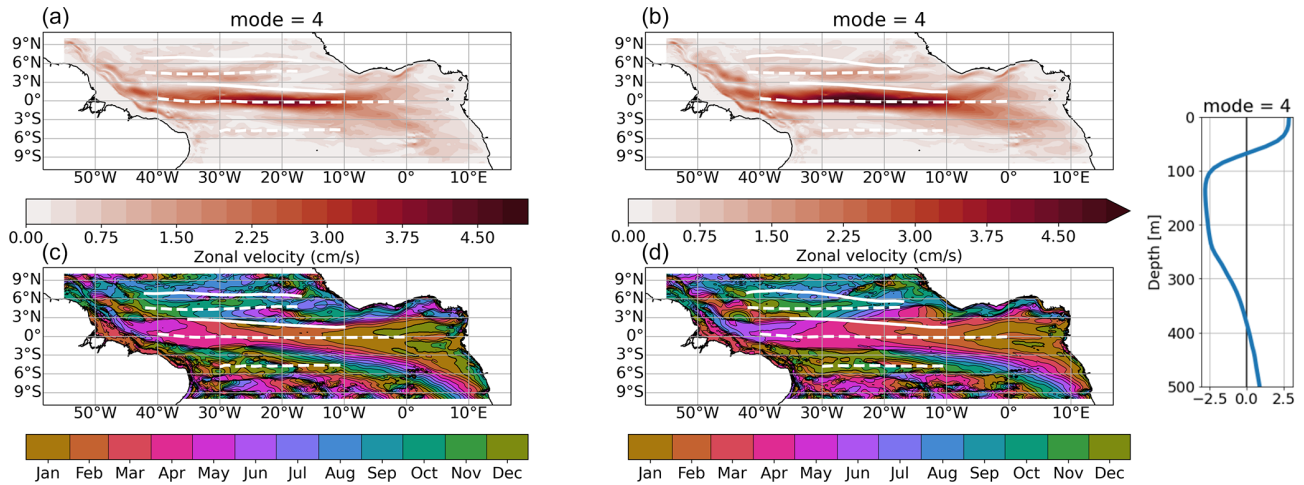 (a)
mode = 4
9°N
6°N
3°N
0°
3°S
6°S
9°S
50°W 40°W 30°W 20°W 10°W 0° 10°E
0.00 0.75 1.50 2.25 3.00 3.75 4.50
Zonal velocity (cm/s)
(c)
9°N
6°N
3°N
0°
3°S
6°S
9°S
50°W 40°W 30°W 20°W 10°W 0° 10°E
Jan Feb Mar Apr May Jun Jul Aug Sep Oct Nov Dec
(b)
mode = 4
9°N
6°N
3°N
0°
3°S
6°S
9°S
50°W 40°W 30°W 20°W 10°W 0° 10°E
0.00 0.75 1.50 2.25 3.00 3.75 4.50
Zonal velocity (cm/s)
(d)
9°N
6°N
3°N
0°
3°S
6°S
9°S
50°W 40°W 30°W 20°W 10°W 0° 10°E
Jan Feb Mar Apr May Jun Jul Aug Sep Oct Nov Dec
mode = 4
0
100
200
300
400
500
Depth [m]
−2.5 0.0 2.5